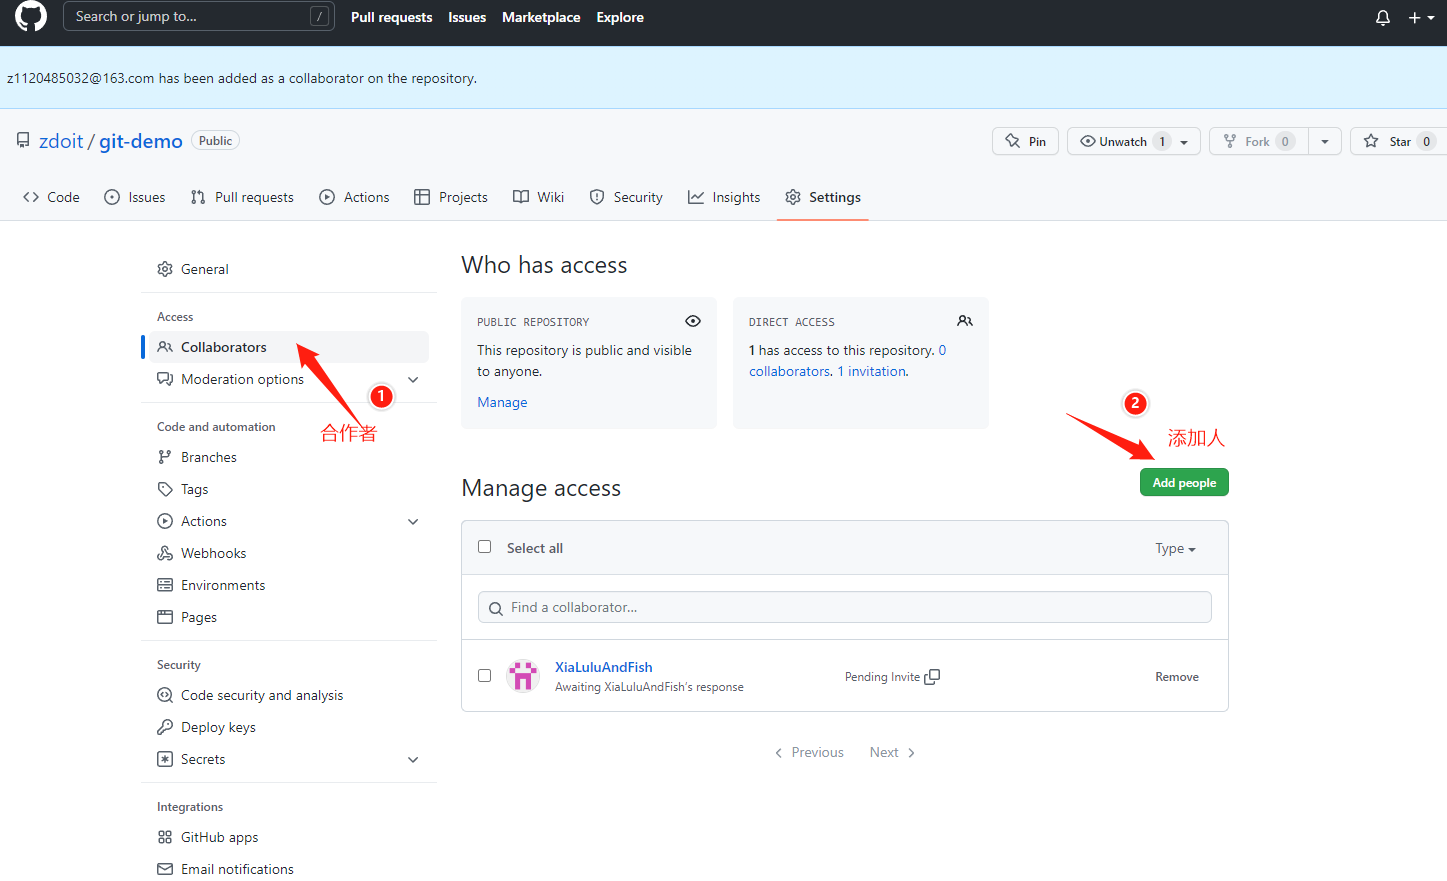 Search or jump to... /
Pull requests Issues Marketplace Explore
z1120485032@163.com has been added as a collaborator on the repository.
zdoit / git-demo Public
Pin Unwatch 1 Fork 0 Star 0
Code Issues Pull requests Actions Projects Wiki Security Insights Settings
General
Access
Collaborators
Moderation options
1
合作者
Code and automation
Branches
Tags
Actions
Webhooks
Environments
Pages
Security
Code security and analysis
Deploy keys
Secrets
Integrations
GitHub apps
Email notifications
Who has access
PUBLIC REPOSITORY
This repository is public and visible
to anyone.
Manage
DIRECT ACCESS
1 has access to this repository. 0
collaborators. 1 invitation.
2
添加人
Manage access
Add people
Select all
Type
Find a collaborator...
XiaLuluAndFish
Awaiting XiaLuluAndFish's response
Pending Invite
Remove
Previous Next